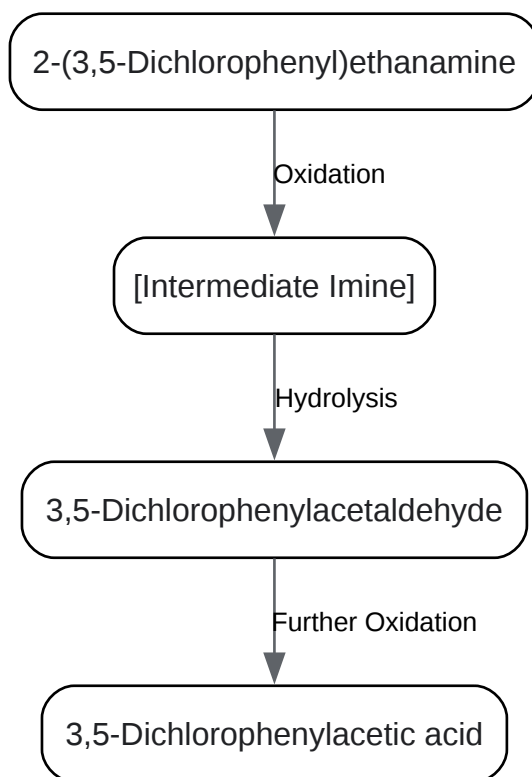 2-(3,5-Dichlorophenyl)ethanamine
Oxidation
[Intermediate Imine]
Hydrolysis
3,5-Dichlorophenylacetaldehyde
Further Oxidation
3,5-Dichlorophenylacetic acid